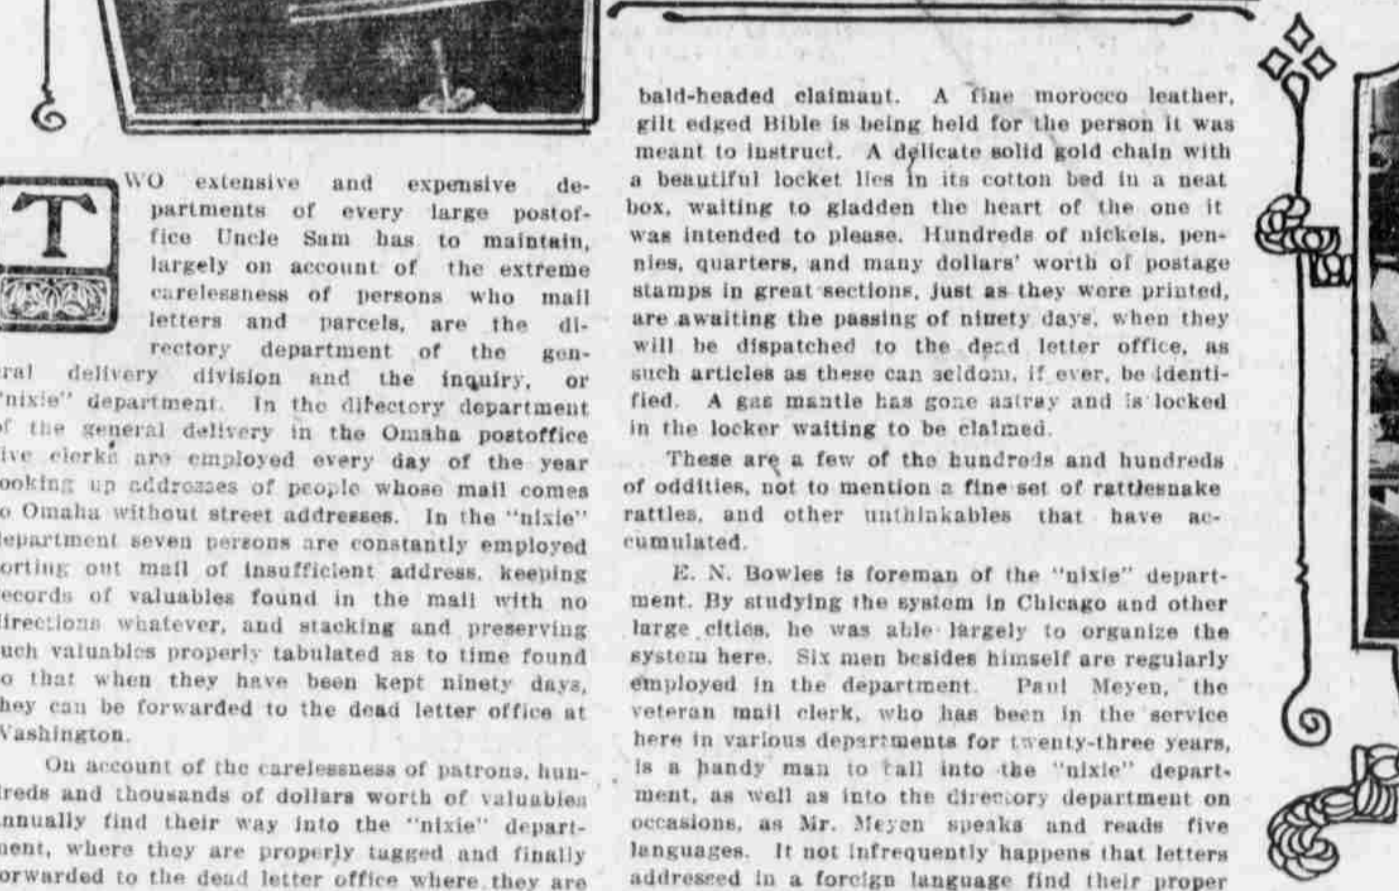 TWO extensive and expensive de-
partments of every large postof-
fice Uncle Sam has to maintain,
largely on account of the extreme
carelessness of persons who mail
letters and parcels, are the di-
rectory department of the gen-
ral delivery division and the inquiry, or
"nixie" department. In the directory department
of the general delivery in the Omaha postoffice
ive clerks are employed every day of the year
ooking up addresses of people whose mail comes
o Omaha without street addresses. In the "nixie"
department seven persons are constantly employed
orting out mail of insufficient address, keeping
ecords of valuables found in the mail with no
directions whatever, and stacking and preserving
uch valuables properly tabulated as to time found
o that when they have been kept ninety days,
hey can be forwarded to the dead letter office at
Washington.
On account of the carelessness of patrons, hun-
dreds and thousands of dollars worth of valuables
annually find their way into the "nixie" depart-
ment, where they are properly tagged and finally
orwarded to the dead letter office where they are
bald-headed claimant. A fine morocco leather,
gilt edged Bible is being held for the person it was
meant to instruct. A delicate solid gold chain with
a beautiful locket lies in its cotton bed in a neat
box, waiting to gladden the heart of the one it
was intended to please. Hundreds of nickels, pen-
nies, quarters, and many dollars' worth of postage
stamps in great sections, just as they were printed,
are awaiting the passing of ninety days, when they
will be dispatched to the dead letter office, as
such articles as these can seldom, if ever, be identi-
fied. A gas mantle has gone astray and is locked
in the locker waiting to be claimed.
These are a few of the hundreds and hundreds
of oddities, not to mention a fine set of rattlesnake
rattles, and other unthinkables that have ac-
cumulated.
E. N. Bowles is foreman of the "nixie" depart-
ment. By studying the system in Chicago and other
large cities, he was able largely to organize the
system here. Six men besides himself are regularly
employed in the department. Paul Meyen, the
veteran mail clerk, who has been in the service
here in various departments for twenty-three years,
is a handy man to call into the "nixie" depart-
ment, as well as into the directory department on
occasions, as Mr. Meyen speaks and reads five
languages. It not infrequently happens that letters
addressed in a foreign language find their proper